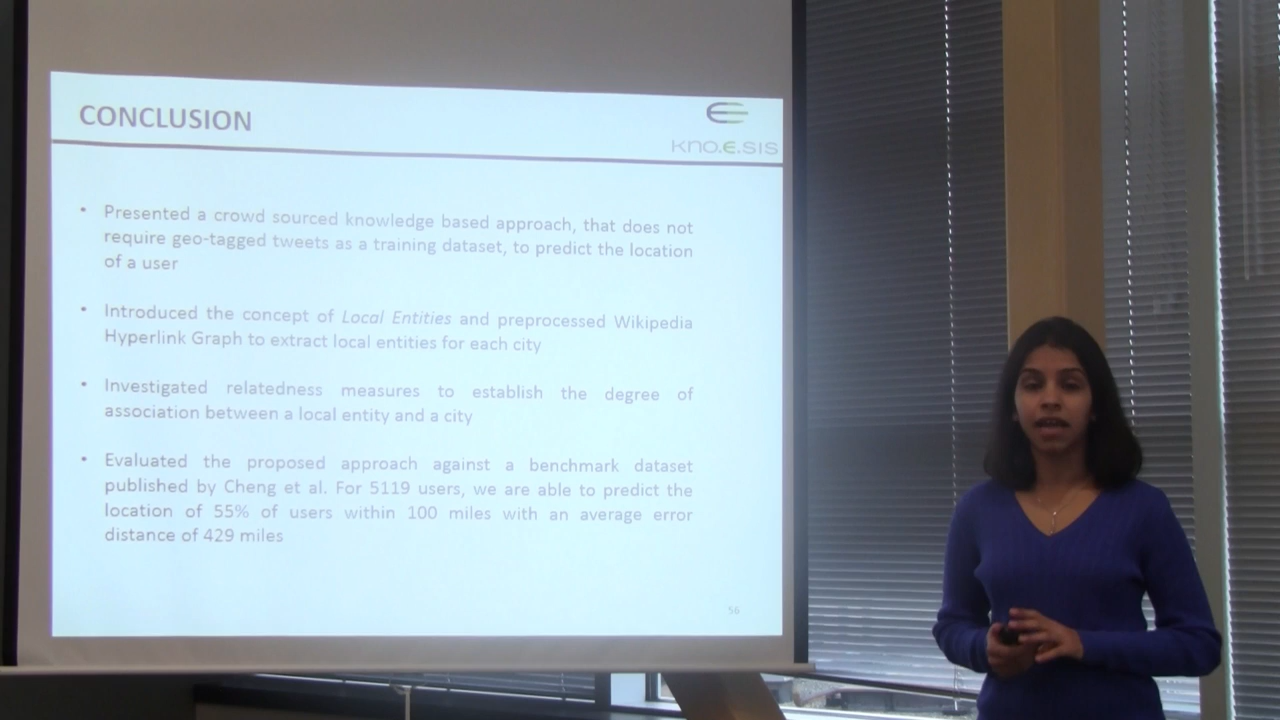 CONCLUSION
kno.e.sis
• Presented a crowd sourced knowledge based approach, that does not
require geo-tagged tweets as a training dataset, to predict the location
of a user
• Introduced the concept of Local Entities and preprocessed Wikipedia
Hyperlink Graph to extract local entities for each city
• Investigated relatedness measures to establish the degree of
association between a local entity and a city
• Evaluated the proposed approach against a benchmark dataset
published by Cheng et al. For 5119 users, we are able to predict the
location of 55% of users within 100 miles with an average error
distance of 429 miles
56